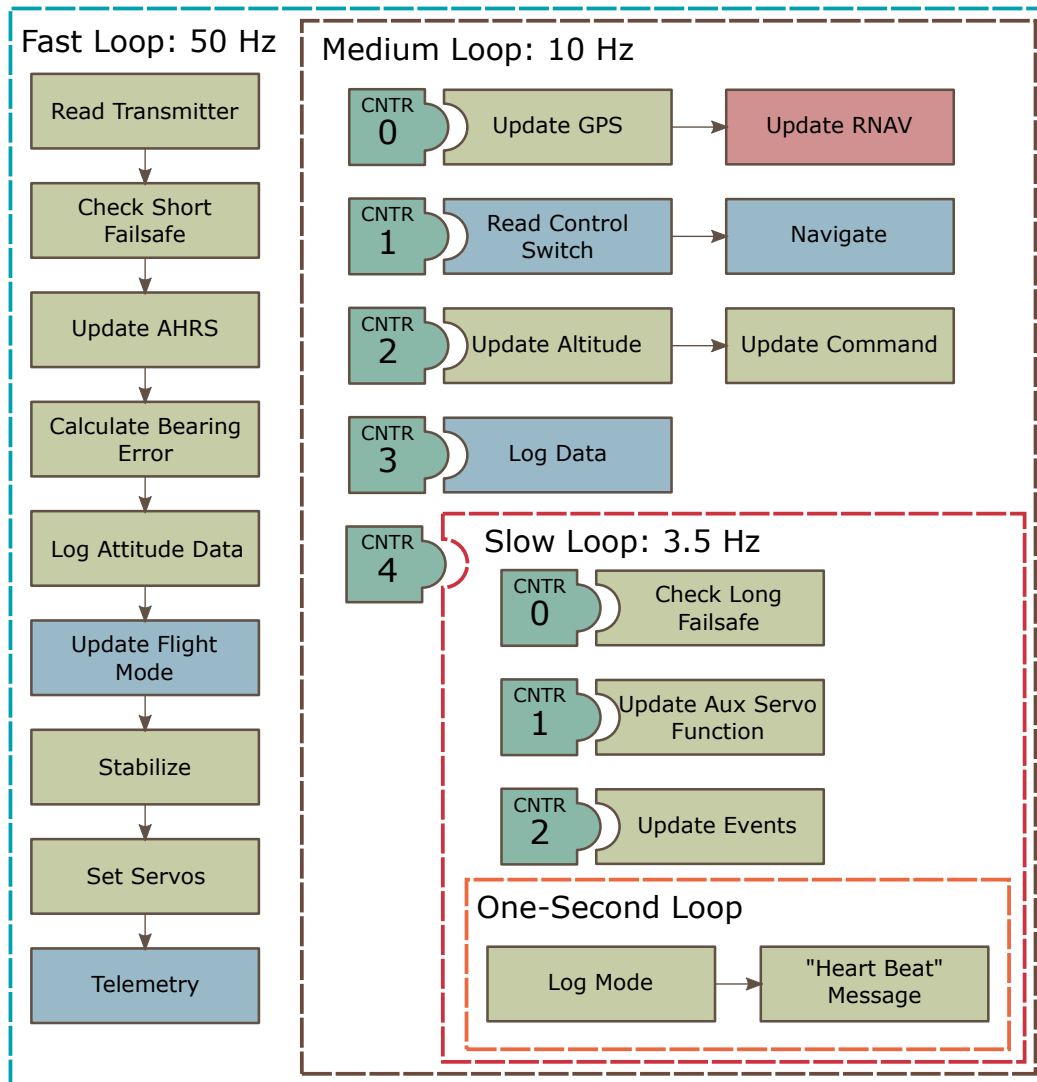 Fast Loop: 50 Hz
Read Transmitter
Check Short
Failsafe
Update AHRS
Calculate Bearing
Error
Log Attitude Data
Update Flight
Mode
Stabilize
Set Servos
Telemetry
Medium Loop: 10 Hz
CNTR
0
Update GPS
Update RNAV
CNTR
1
Read Control
Switch
Navigate
CNTR
2
Update Altitude
Update Command
CNTR
3
Log Data
CNTR
4
Slow Loop: 3.5 Hz
CNTR
0
Check Long
Failsafe
CNTR
1
Update Aux Servo
Function
CNTR
2
Update Events
One-Second Loop
Log Mode
"Heart Beat"
Message